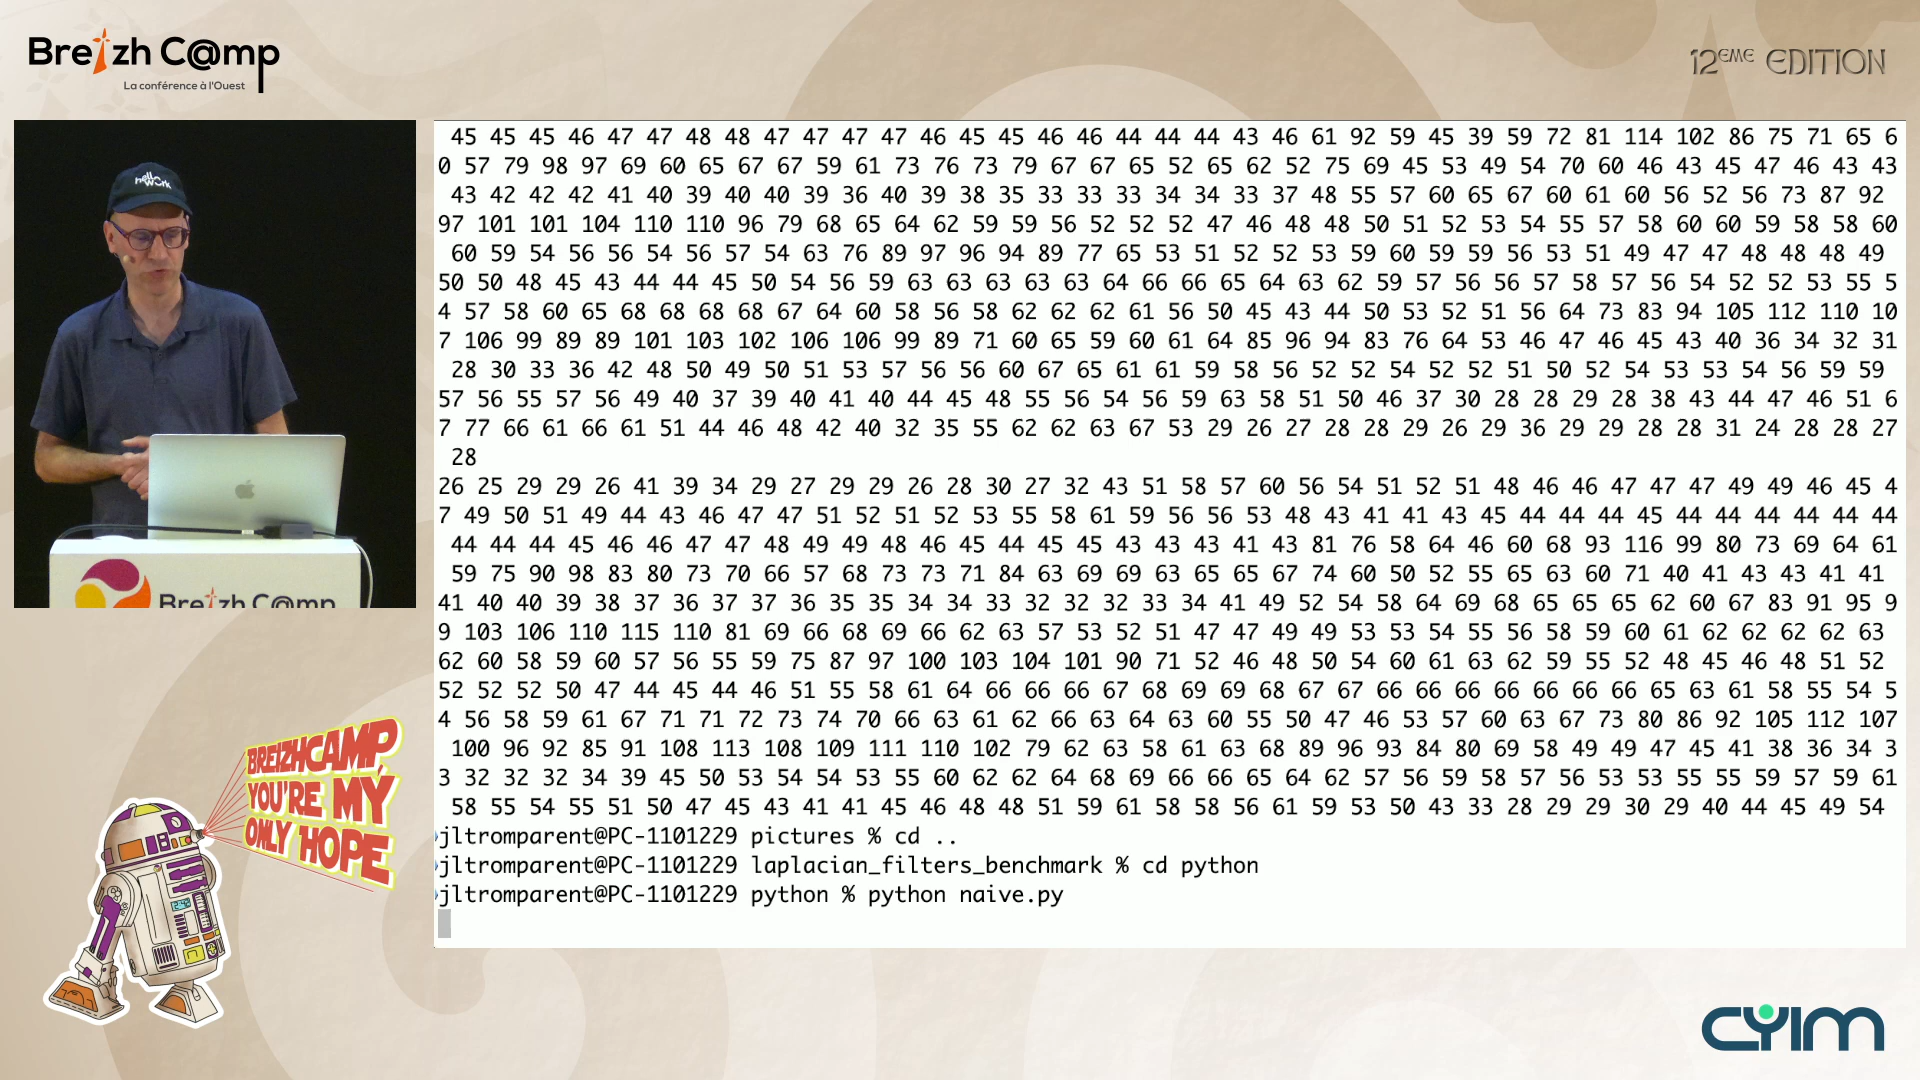 Breizh C@mp
La conférence à l'Ouest
12EME EDITION
hello work
45 45 45 46 47 47 48 48 47 47 47 47 46 45 45 46 46 44 44 44 43 46 61 92 59 45 39 59 72 81 114 102 86 75 71 65 6
0 57 79 98 97 69 60 65 67 67 59 61 73 76 73 79 67 67 65 52 65 62 52 75 69 45 53 49 54 70 60 46 43 45 47 46 43 43
43 42 42 42 41 40 39 40 40 39 36 40 39 38 35 33 33 33 34 34 33 37 48 55 57 60 65 67 60 61 60 56 52 56 73 87 92
97 101 101 104 110 110 96 79 68 65 64 62 59 59 56 52 52 52 47 46 48 48 50 51 52 53 54 55 57 58 60 60 59 58 58 60
60 59 54 56 56 54 56 57 54 63 76 89 97 96 94 89 77 65 53 51 52 52 53 59 60 59 59 56 53 51 49 47 47 48 48 48 49
50 50 48 45 43 44 44 45 50 54 56 59 63 63 63 63 63 64 66 66 65 64 63 62 59 57 56 56 57 58 57 56 54 52 52 53 55 5
4 57 58 60 65 68 68 68 68 67 64 60 58 56 58 62 62 62 61 56 50 45 43 44 50 53 52 51 56 64 73 83 94 105 112 110 10
7 106 99 89 89 101 103 102 106 106 99 89 71 60 65 59 60 61 64 85 96 94 83 76 64 53 46 47 46 45 43 40 36 34 32 31
28 30 33 36 42 48 50 49 50 51 53 57 56 56 60 67 65 61 61 59 58 56 52 52 54 52 52 51 50 52 54 53 53 54 56 59 59
57 56 55 57 56 49 40 37 39 40 41 40 44 45 48 55 56 54 56 59 63 58 51 50 46 37 30 28 28 29 28 38 43 44 47 46 51 6
7 77 66 61 66 61 51 44 46 48 42 40 32 35 55 62 62 63 67 53 29 26 27 28 28 29 26 29 36 29 29 28 28 31 24 28 28 27
28
26 25 29 29 26 41 39 34 29 27 29 29 26 28 30 27 32 43 51 58 57 60 56 54 51 52 51 48 46 46 47 47 47 49 49 46 45 4
7 49 50 51 49 44 43 46 47 47 51 52 51 52 53 55 58 61 59 56 56 53 48 43 41 41 43 45 44 44 44 45 44 44 44 44 44 44
44 44 44 45 46 46 47 47 48 49 49 48 46 45 44 45 45 43 43 43 41 43 81 76 58 64 46 60 68 93 116 99 80 73 69 64 61
59 75 90 98 83 80 73 70 66 57 68 73 73 71 84 63 69 69 63 65 65 67 74 60 50 52 55 65 63 60 71 40 41 43 43 41 41
41 40 40 39 38 37 36 37 37 36 35 35 34 34 33 32 32 32 33 34 41 49 52 54 58 64 69 68 65 65 65 62 60 67 83 91 95 9
9 103 106 110 115 110 81 69 66 68 69 66 62 63 57 53 52 51 47 47 49 49 53 53 54 55 56 58 59 60 61 62 62 62 62 63
62 60 58 59 60 57 56 55 59 75 87 97 100 103 104 101 90 71 52 46 48 50 54 60 61 63 62 59 55 52 48 45 46 48 51 52
52 52 52 50 47 44 45 44 46 51 55 58 61 64 66 66 66 67 68 69 69 68 67 67 66 66 66 66 66 66 66 65 63 61 58 55 54 5
4 56 58 59 61 67 71 71 72 73 74 70 66 63 61 62 66 63 64 63 60 55 50 47 46 53 57 60 63 67 73 80 86 92 105 112 107
100 96 92 85 91 108 113 108 109 111 110 102 79 62 63 58 61 63 68 89 96 93 84 80 69 58 49 49 47 45 41 38 36 34 3
3 32 32 32 34 39 45 50 53 54 54 53 55 60 62 62 64 68 69 66 66 65 64 62 57 56 59 58 57 56 53 53 55 55 59 57 59 61
58 55 54 55 51 50 47 45 43 41 41 45 46 48 48 51 59 61 58 58 56 61 59 53 50 43 33 28 29 29 30 29 40 44 45 49 54
jltromparent@PC-1101229 pictures % cd ..
jltromparent@PC-1101229 laplacian_filters_benchmark % cd python
jltromparent@PC-1101229 python % python naive.py
Breizh C@mp
BREIZHCAMP,
YOU'RE MY
ONLY HOPE
CYIM